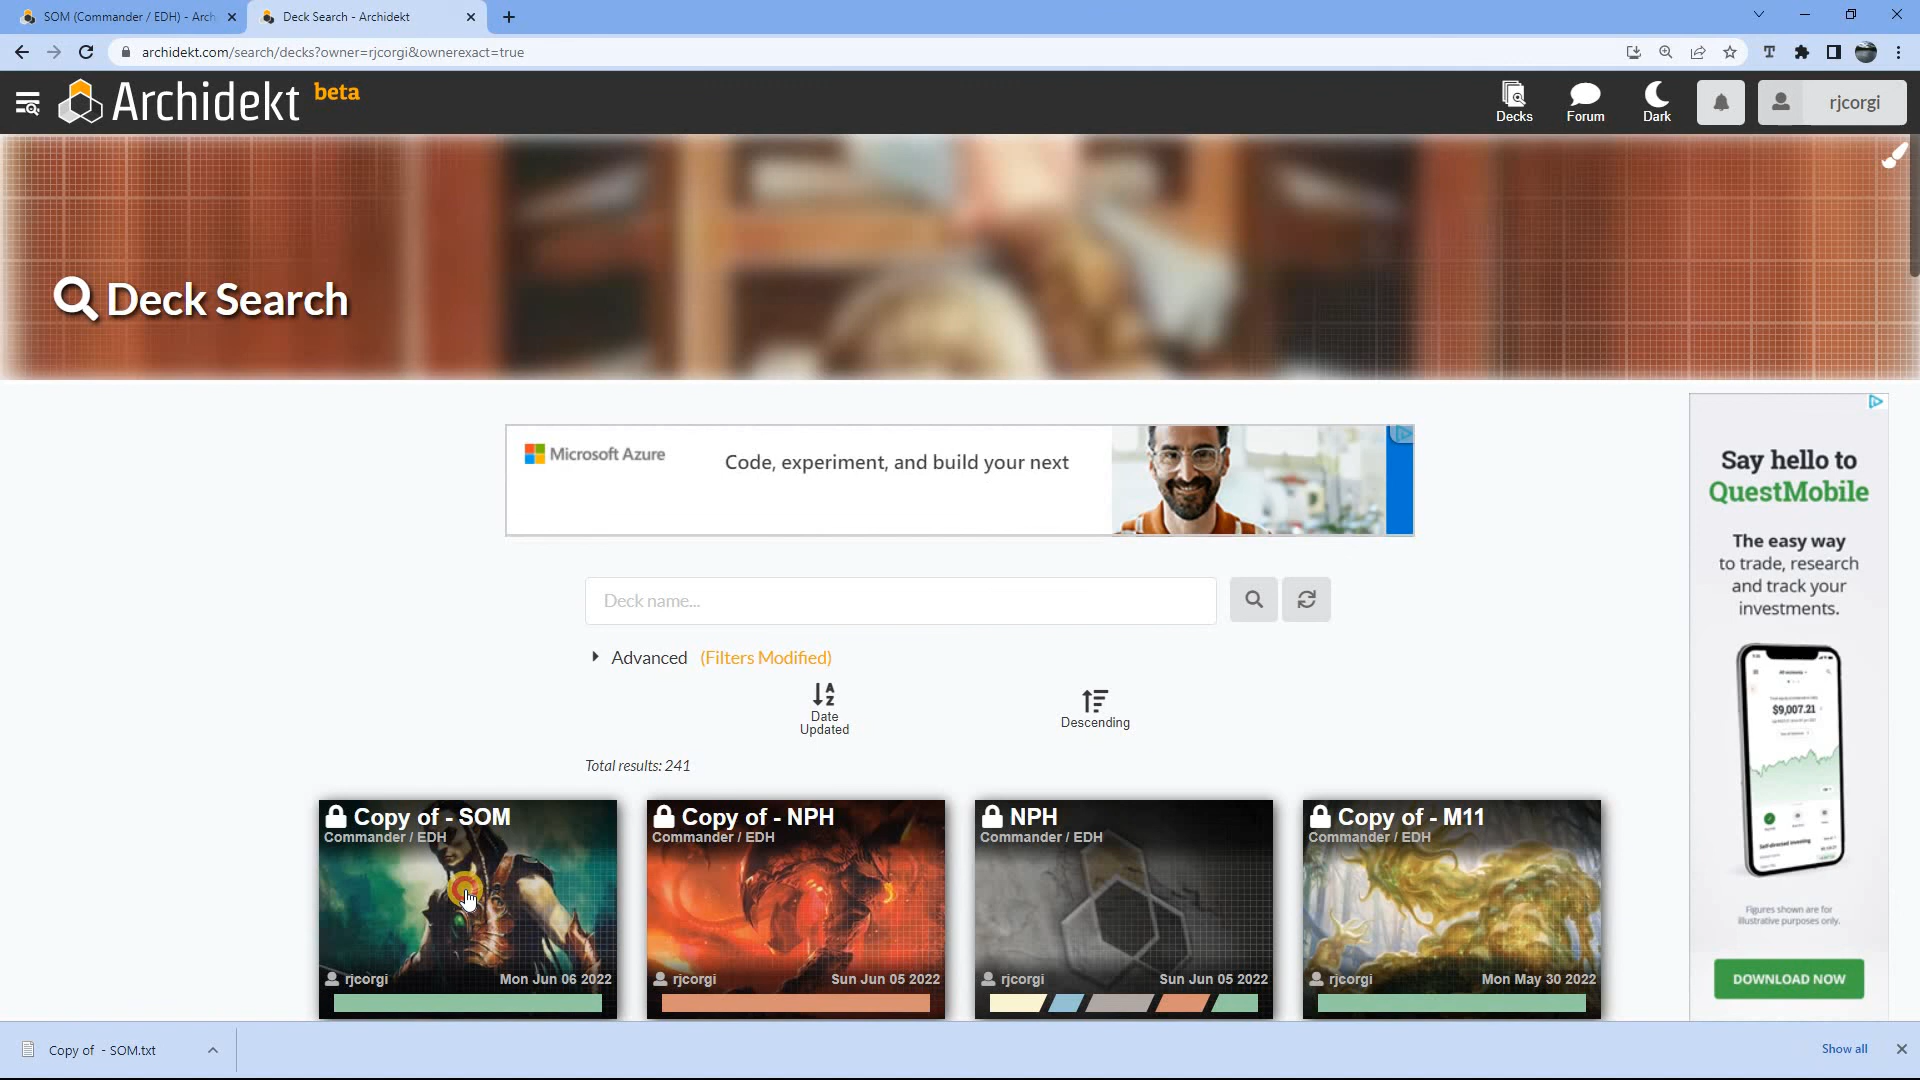 SOM (Commander / EDH) - Arch
Deck Search - Archidekt
archidekt.com/search/decks?owner=rjcorgi&ownerexact=true
Archidekt beta
Decks
Forum
Dark
rjcorgi
Deck Search
Microsoft Azure
Code, experiment, and build your next
Say hello to
QuestMobile
The easy way
to trade, research
and track your
investments.
$9,007.21
Figures shown are for
illustrative purposes only.
DOWNLOAD NOW
Deck name...
Advanced (Filters Modified)
Date
Updated
Descending
Total results: 241
Copy of - SOM
Commander / EDH
rjcorgi
Mon Jun 06 2022
Copy of - NPH
Commander / EDH
rjcorgi
Sun Jun 05 2022
NPH
Commander / EDH
rjcorgi
Sun Jun 05 2022
Copy of - M11
Commander / EDH
rjcorgi
Mon May 30 2022
Copy of - SOM.txt
Show all